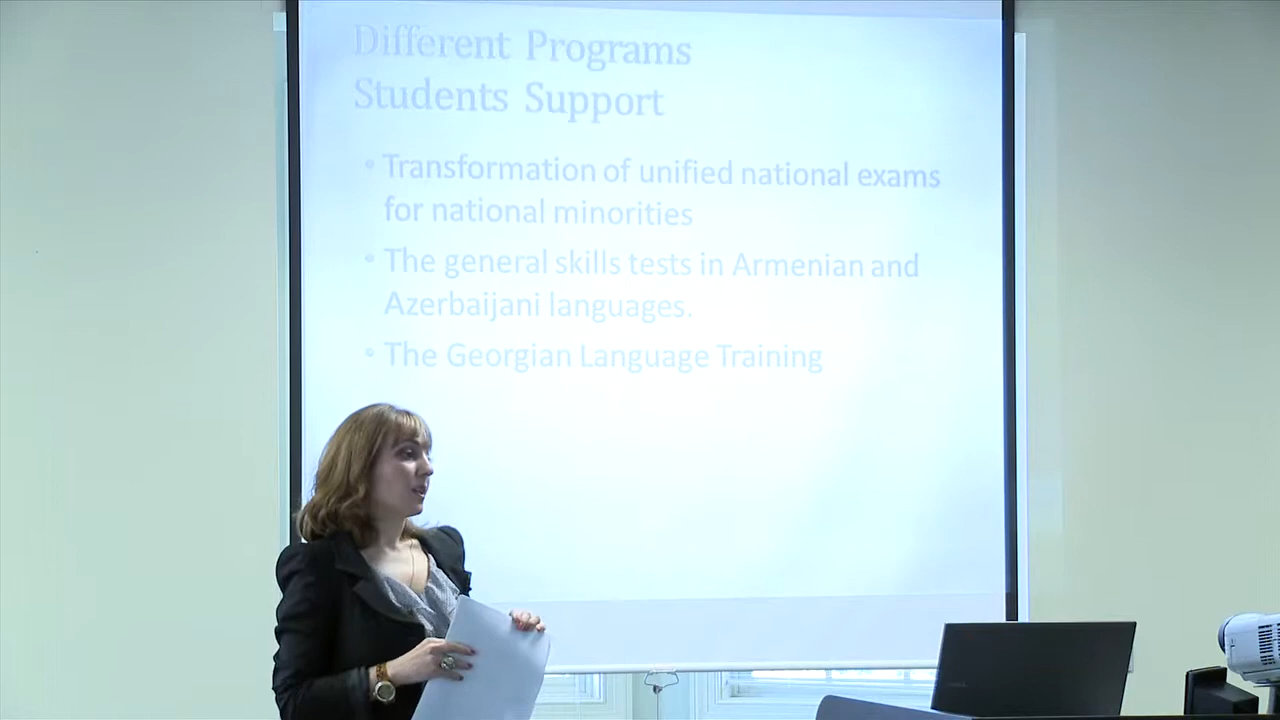 Different Programs
Students Support
• Transformation of unified national exams
for national minorities
• The general skills tests in Armenian and
Azerbaijani languages.
• The Georgian Language Training